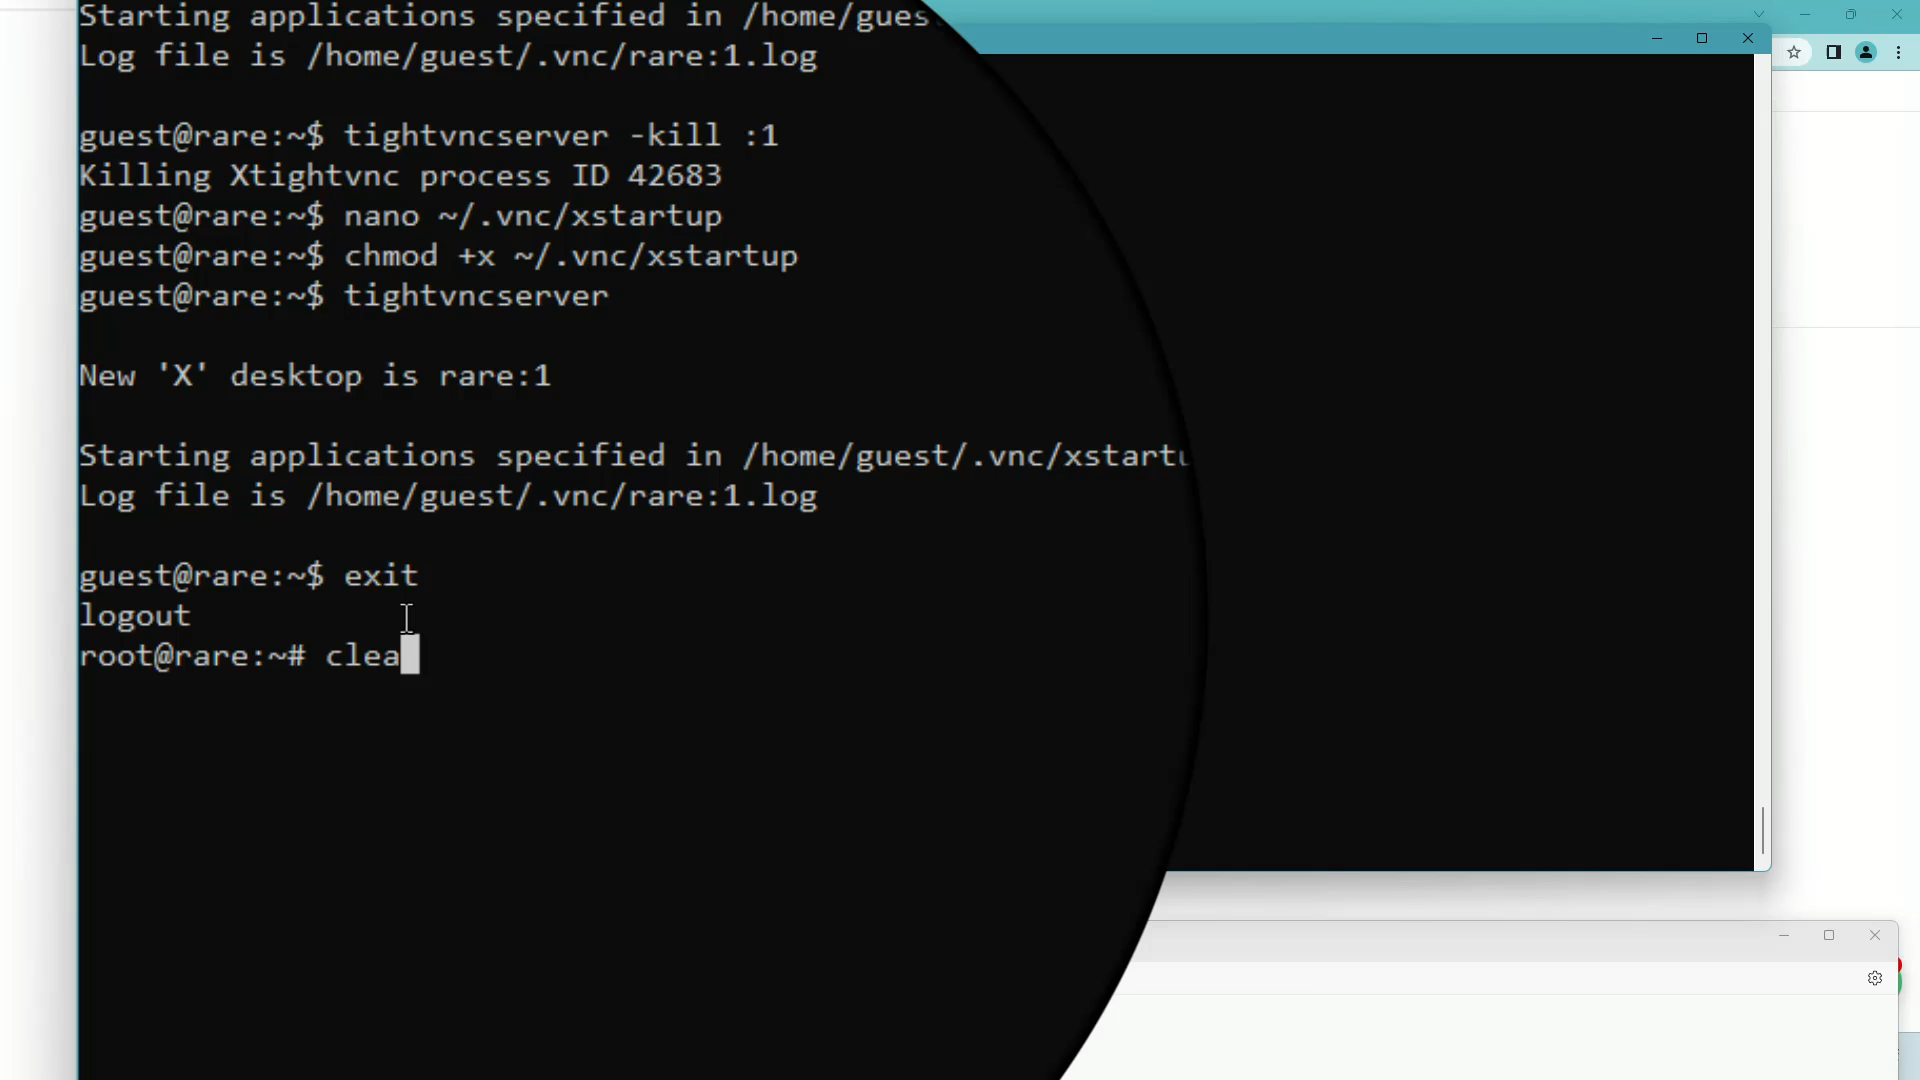 Starting applications specified in /home/gues
Log file is /home/guest/.vnc/rare:1.log
guest@rare:~$ tightvncserver -kill :1
Killing Xtightvnc process ID 42683
guest@rare:~$ nano ~/.vnc/xstartup
guest@rare:~$ chmod +x ~/.vnc/xstartup
guest@rare:~$ tightvncserver
New 'X' desktop is rare:1
Starting applications specified in /home/guest/.vnc/xstartu
Log file is /home/guest/.vnc/rare:1.log
guest@rare:~$ exit
logout
root@rare:~# clea